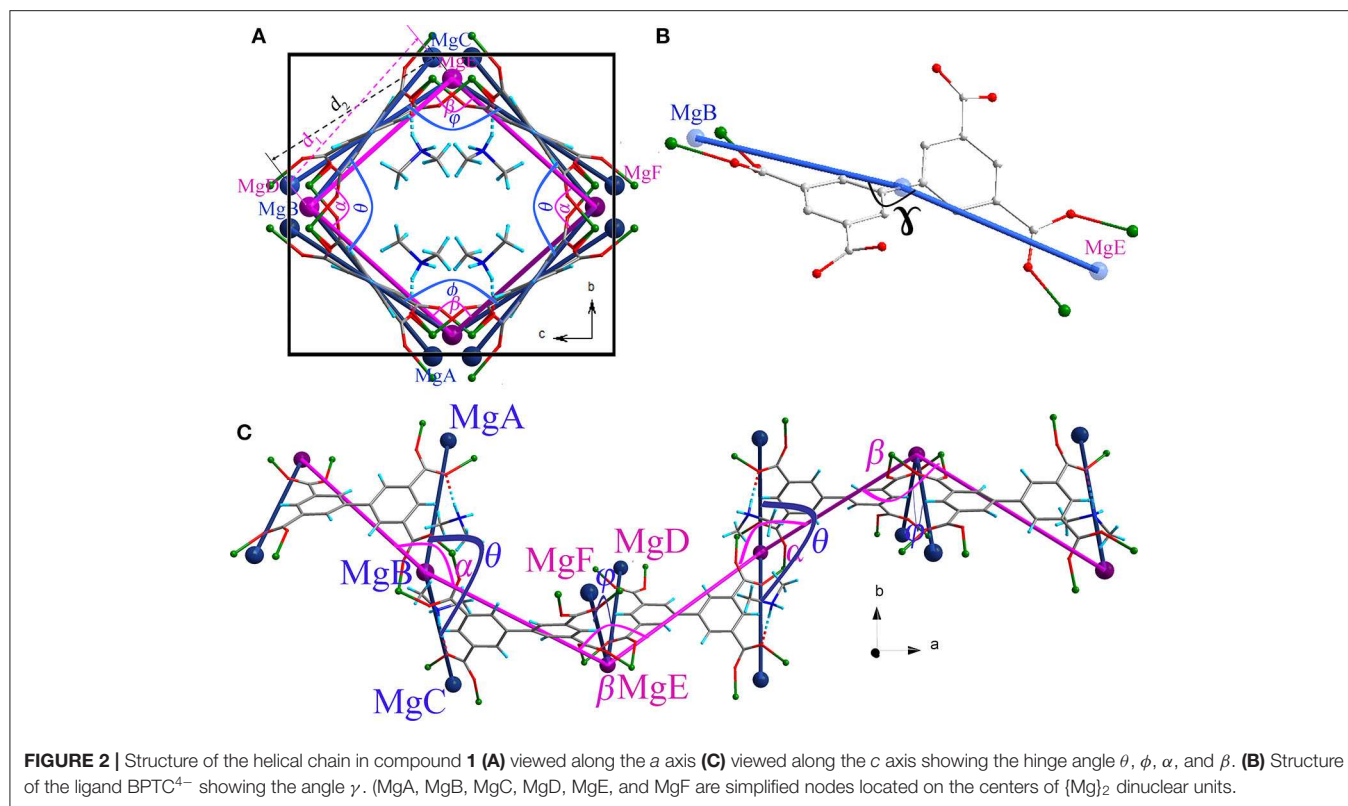 A
MgC
MgE
β
φ
d₂
d₁
MgD
MgB
MgF
α
θ
θ
α
ϕ
β
MgA
b
c
B
MgB
γ
MgE
C
MgA
MgB
α
θ
MgF
φ
MgD
MgC
βMgE
α
θ
β
φ
b
a
FIGURE 2 | Structure of the helical chain in compound 1 (A) viewed along the a axis (C) viewed along the c axis showing the hinge angle θ, ϕ, α, and β. (B) Structure
of the ligand BPTC⁴⁻ showing the angle γ. (MgA, MgB, MgC, MgD, MgE, and MgF are simplified nodes located on the centers of {Mg}₂ dinuclear units.